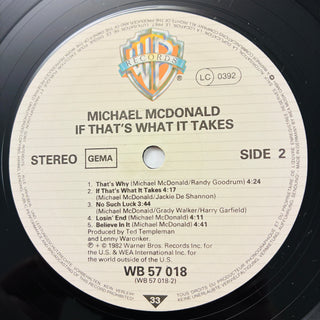 WB
RECORDS
LC 0392
MICHAEL MCDONALD
IF THAT'S WHAT IT TAKES
STEREO GEMA SIDE 2
1. That's Why (Michael McDonald/Randy Goodrum) 4:24
2. If That's What It Takes 4:17
(Michael McDonald/Jackie De Shannon)
3. No Such Luck 3:44
(Michael McDonald/Grady Walker/Harry Garfield)
4. Losin' End (Michael McDonald) 4:11
5. Believe In It (Michael McDonald) 4:41
Produced by Ted Templeman and
Lenny Waronker.
℗ + © 1982 Warner Bros. Records Inc. for
the U.S. & WEA International Inc. for
the world outside of the U.S.
WB 57 018
(WB 57 018-2)
33